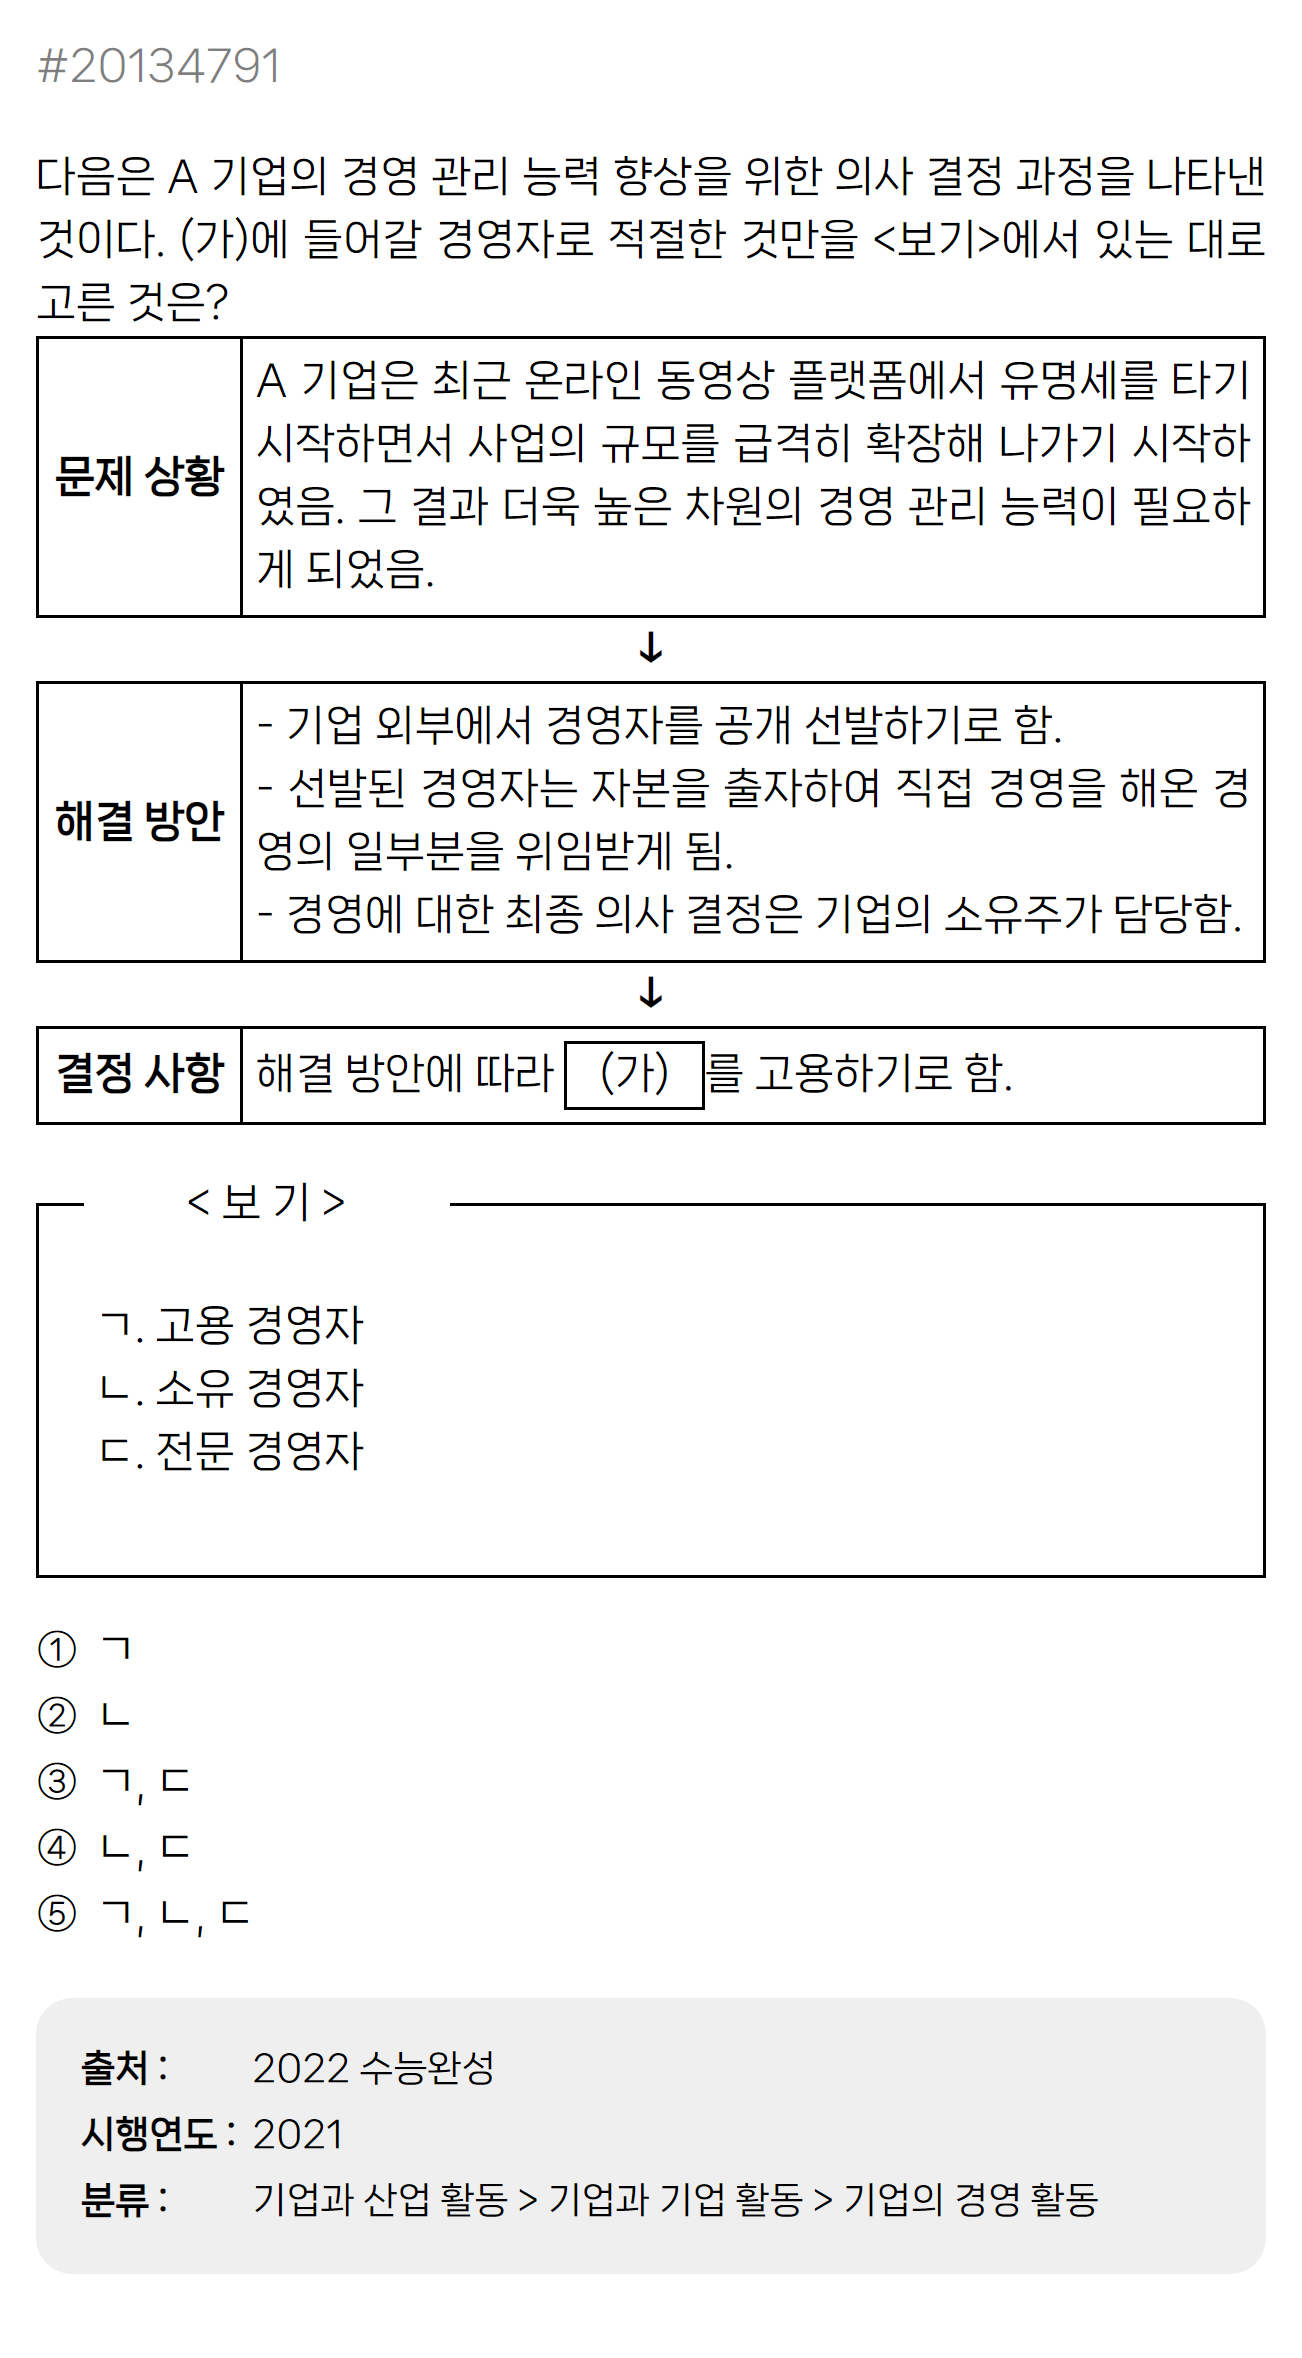 #20134791
다음은 A 기업의 경영 관리 능력 향상을 위한 의사 결정 과정을 나타낸
것이다. (가)에 들어갈 경영자로 적절한 것만을 <보기>에서 있는 대로
고른 것은?
문제 상황
A 기업은 최근 온라인 동영상 플랫폼에서 유명세를 타기
시작하면서 사업의 규모를 급격히 확장해 나가기 시작하
였음. 그 결과 더욱 높은 차원의 경영 관리 능력이 필요하
게 되었음.
↓
해결 방안
- 기업 외부에서 경영자를 공개 선발하기로 함.
- 선발된 경영자는 자본을 출자하여 직접 경영을 해온 경
영의 일부분을 위임받게 됨.
- 경영에 대한 최종 의사 결정은 기업의 소유주가 담당함.
↓
결정 사항
해결 방안에 따라 (가) 를 고용하기로 함.
< 보 기 >
ㄱ. 고용 경영자
ㄴ. 소유 경영자
ㄷ. 전문 경영자
① ㄱ
② ㄴ
③ ㄱ, ㄷ
④ ㄴ, ㄷ
⑤ ㄱ, ㄴ, ㄷ
출처 : 2022 수능완성
시행연도 : 2021
분류 : 기업과 산업 활동 > 기업과 기업 활동 > 기업의 경영 활동